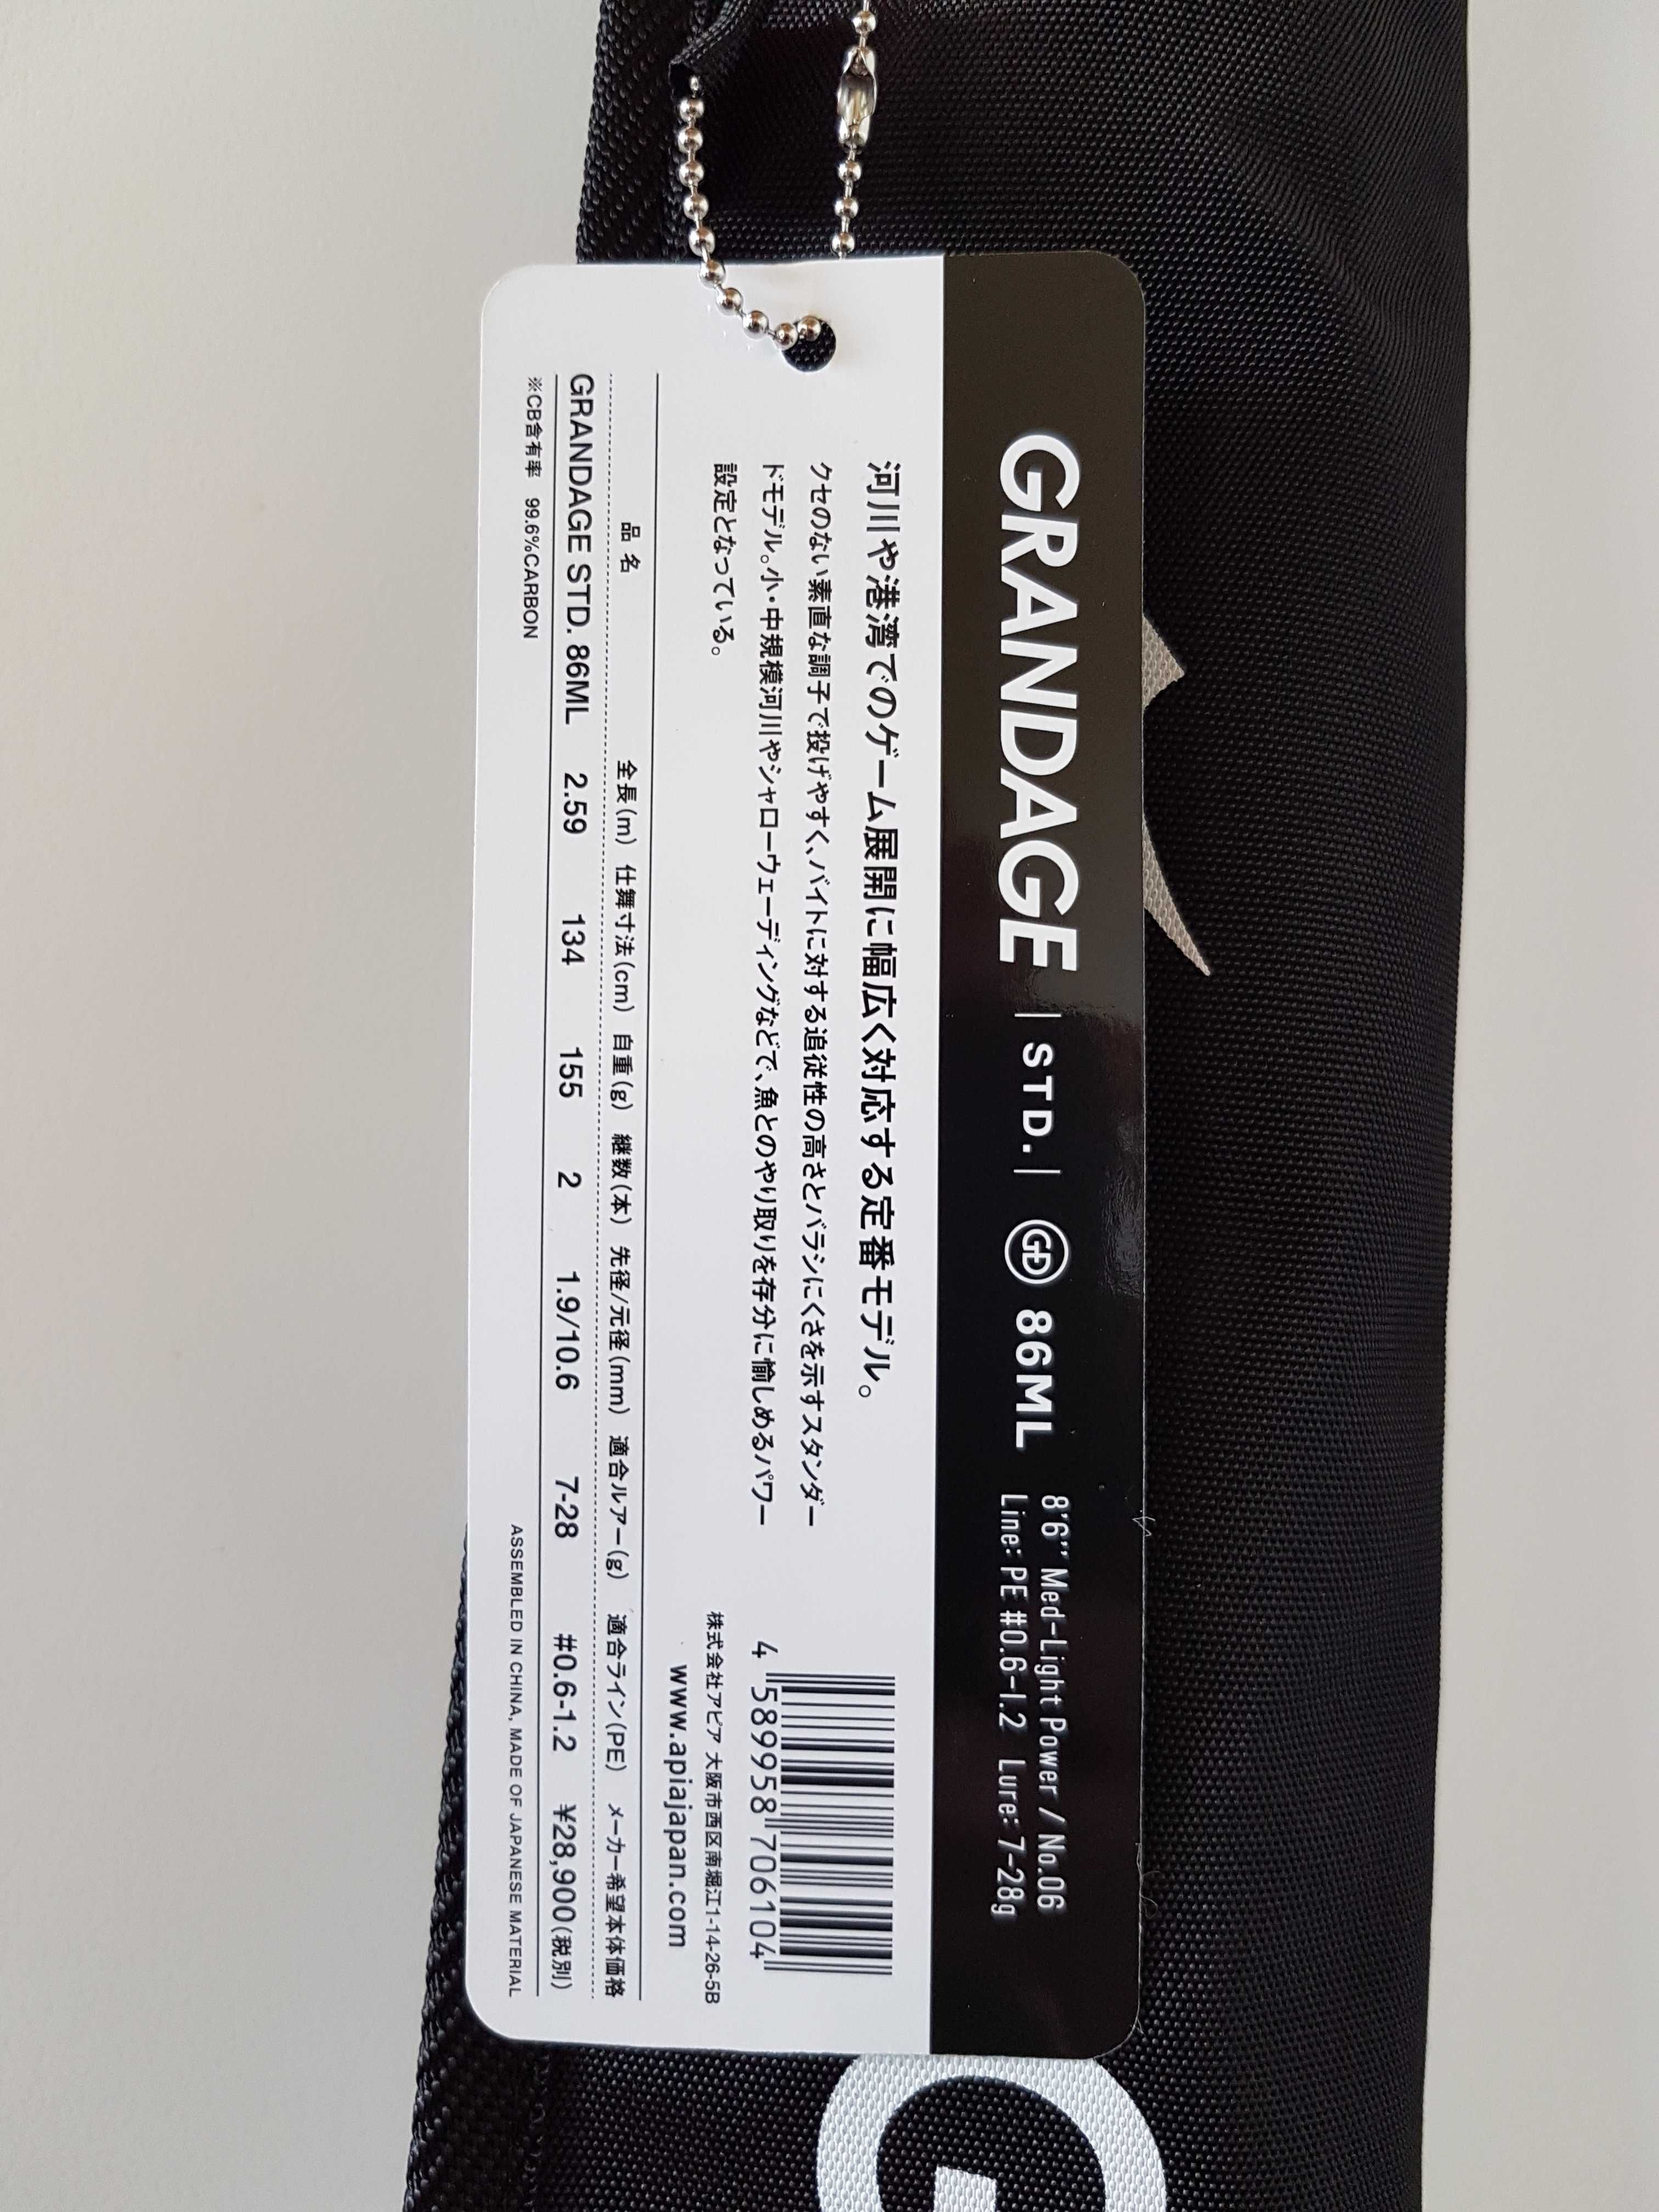 GRANDAGE | STD. | GD 86ML
8'6'' Med-Light Power / No.06
Line: PE #0.6-1.2 Lure: 7-28g
河川や港湾でのゲーム展開に幅広く対応する定番モデル。
クセのない素直な調子で投げやすく、バイトに対する追従性の高さとバラシにくさを示すスタンダー
ドモデル。小・中規模河川やシャローウェーディングなどで、魚とのやり取りを存分に愉しめるパワー
設定となっている。
4 589958 706104
株式会社アピア 大阪市西区南堀江1-14-26-5B
www.apiajapan.com
品名 全長(m) 仕舞寸法(cm) 自重(g) 継数(本) 先径/元径(mm) 適合ルアー(g) 適合ライン(PE) メーカー希望本体価格
GRANDAGE STD. 86ML 2.59 134 155 2 1.9/10.6 7-28 #0.6-1.2 ¥28,900(税別)
※CB含有率 99.6%CARBON
ASSEMBLED IN CHINA, MADE OF JAPANESE MATERIAL
G